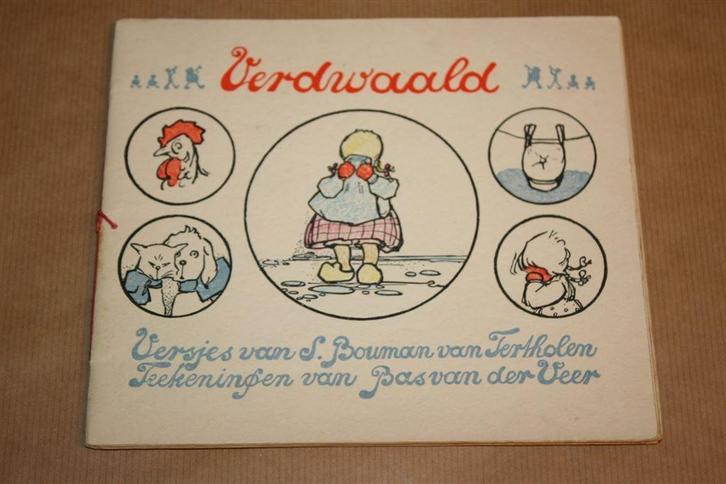 Verdwaald
Versjes van S. Bouman van Tertholen
Teekeningen van Bas van der Veer